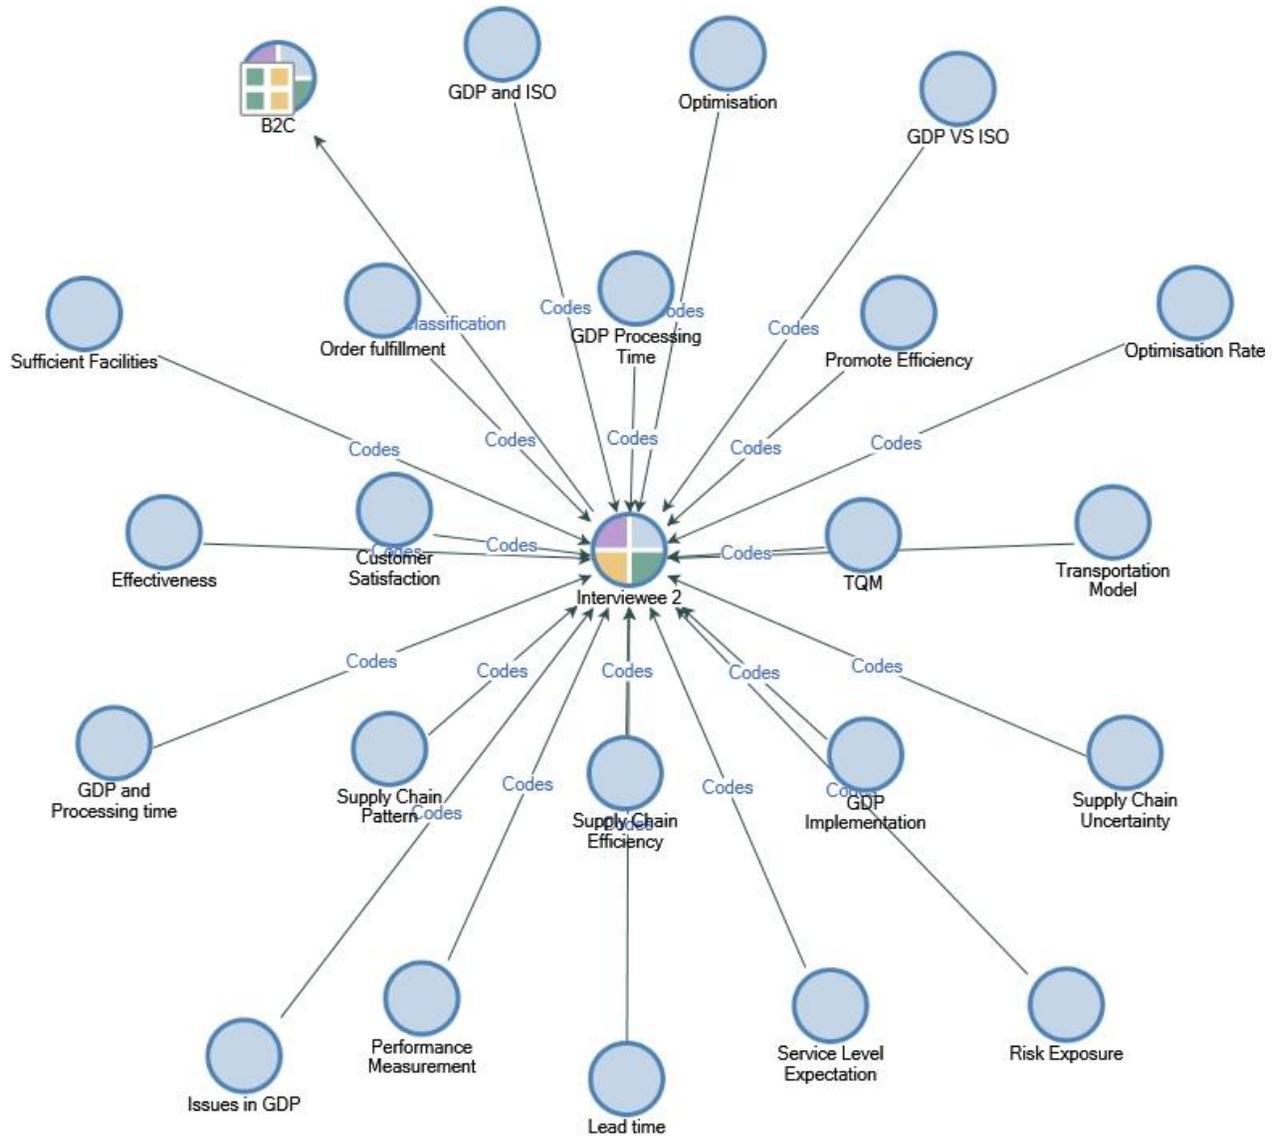 GDP and ISO
Optimisation
B2C
GDP VS ISO
Codes
Codes
Classification
Codes
GDP Processing
Time
Order fulfillment
Sufficient Facilities
Promote Efficiency
Optimisation Rate
Codes
Codes
Codes
Codes
Codes
Codes
Codes
Codes
Customer
Satisfaction
Effectiveness
TQM
Transportation
Model
Interviewee 2
Codes
Codes
Codes
Codes
Codes
Codes
Codes
Codes
GDP and
Processing time
Supply Chain
Pattern
Codes
Supply Chain
Efficiency
Codes
GDP
Implementation
Supply Chain
Uncertainty
Performance
Measurement
Service Level
Expectation
Risk Exposure
Issues in GDP
Lead time